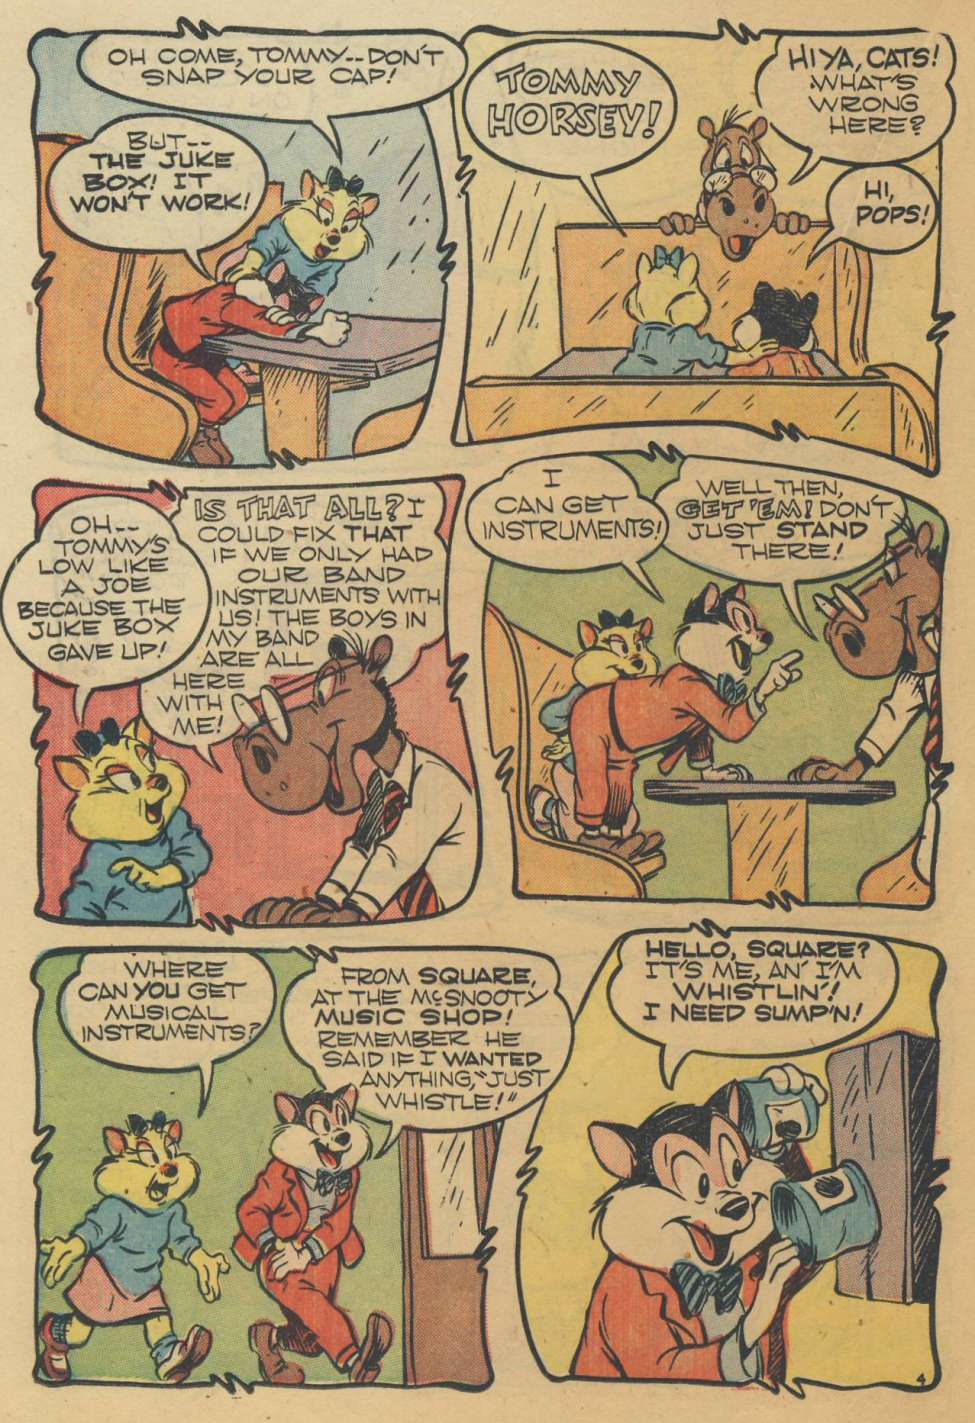 OH COME, TOMMY--DON'T
SNAP YOUR CAP!
BUT--
THE JUKE
BOX! IT
WON'T WORK!
TOMMY
HORSEY!
HIYA, CATS!
WHAT'S
WRONG
HERE?
HI,
POPS!
OH--
TOMMY'S
LOW LIKE
A JOE
BECAUSE THE
JUKE BOX
GAVE UP!
IS THAT ALL? I
COULD FIX THAT
IF WE ONLY HAD
OUR BAND
INSTRUMENTS WITH
US! THE BOYS IN
MY BAND
ARE ALL
HERE
WITH
ME!
I
CAN GET
INSTRUMENTS!
WELL THEN,
GET 'EM! DON'T
JUST STAND
THERE!
WHERE
CAN YOU GET
MUSICAL
INSTRUMENTS?
FROM SQUARE,
AT THE McSNOOTY
MUSIC SHOP!
REMEMBER HE
SAID IF I WANTED
ANYTHING, "JUST
WHISTLE!"
HELLO, SQUARE?
IT'S ME, AN' I'M
WHISTLIN'!
I NEED SUMP'N!
4